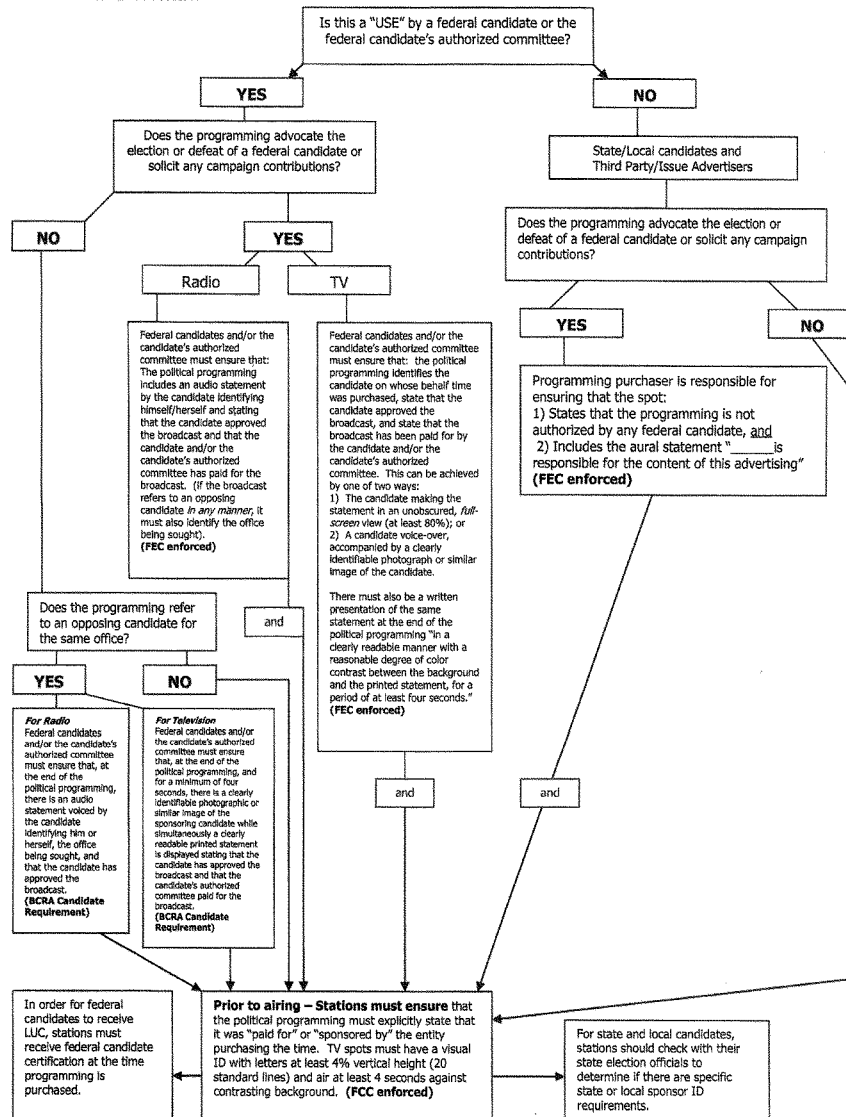 Is this a "USE" by a federal candidate or the
federal candidate's authorized committee?
YES
NO
Does the programming advocate the
election or defeat of a federal candidate or
solicit any campaign contributions?
State/Local candidates and
Third Party/Issue Advertisers
NO
YES
Does the programming advocate the election or
defeat of a federal candidate or solicit any campaign
contributions?
Radio
TV
YES
NO
Federal candidates and/or the
candidate's authorized
committee must ensure that:
The political programming
includes an audio statement
by the candidate identifying
himself/herself and stating
that the candidate approved
the broadcast and that the
candidate and/or the
candidate's authorized
committee has paid for the
broadcast. (if the broadcast
refers to an opposing
candidate in any manner, it
must also identify the office
being sought).
(FEC enforced)
Federal candidates and/or the
candidate's authorized committee
must ensure that: the political
programming identifies the
candidate on whose behalf time
was purchased, state that the
candidate approved the
broadcast, and state that the
broadcast has been paid for by
the candidate and/or the
candidate's authorized
committee. This can be achieved
by one of two ways:
1) The candidate making the
statement in an unobscured, full-
screen view (at least 80%); or
2) A candidate voice-over,
accompanied by a clearly
identifiable photograph or similar
image of the candidate.
There must also be a written
presentation of the same
statement at the end of the
political programming "in a
clearly readable manner with a
reasonable degree of color
contrast between the background
and the printed statement, for a
period of at least four seconds."
(FEC enforced)
Programming purchaser is responsible for
ensuring that the spot:
1) States that the programming is not
authorized by any federal candidate, and
2) Includes the aural statement "______is
responsible for the content of this advertising"
(FEC enforced)
Does the programming refer
to an opposing candidate for
the same office?
and
YES
NO
For Radio
Federal candidates
and/or the candidate's
authorized committee
must ensure that, at
the end of the
political programming,
there is an audio
statement voiced by
the candidate
identifying him or
herself, the office
being sought, and
that the candidate has
approved the
broadcast.
(BCRA Candidate
Requirement)
For Television
Federal candidates and/or
the candidate's authorized
committee must ensure
that, at the end of the
political programming, and
for a minimum of four
seconds, there is a clearly
identifiable photographic or
similar image of the
sponsoring candidate while
simultaneously a clearly
readable printed statement
is displayed stating that the
candidate has approved the
broadcast and that the
candidate's authorized
committee paid for the
broadcast.
(BCRA Candidate
Requirement)
and
and
In order for federal
candidates to receive
LUC, stations must
receive federal candidate
certification at the time
programming is
purchased.
Prior to airing – Stations must ensure that
the political programming must explicitly state that
it was "paid for" or "sponsored by" the entity
purchasing the time. TV spots must have a visual
ID with letters at least 4% vertical height (20
standard lines) and air at least 4 seconds against
contrasting background. (FCC enforced)
For state and local candidates,
stations should check with their
state election officials to
determine if there are specific
state or local sponsor ID
requirements.